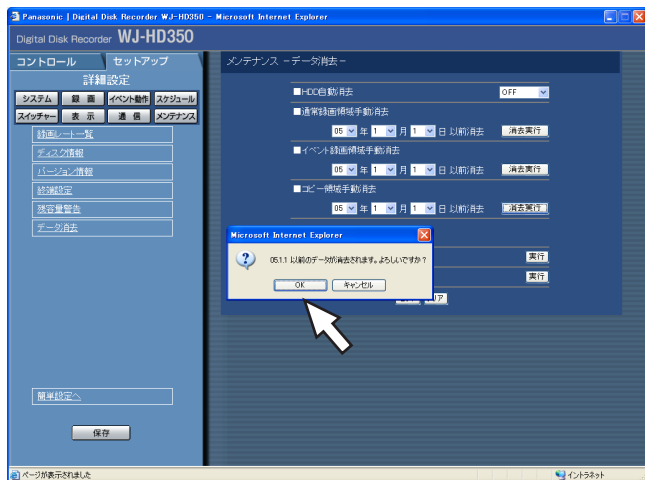 Panasonic | Digital Disk Recorder WJ-HD350 - Microsoft Internet Explorer
Digital Disk Recorder WJ-HD350
コントロール
セットアップ
詳細設定
システム 録 画 イベント動作 スケジュール
スイッチャー 表 示 通 信 メンテナンス
録画レート一覧
ディスク情報
バージョン情報
終端設定
残容量警告
データ消去
簡単設定へ
保存
メンテナンス －データ消去－
■HDD自動消去 OFF
■通常録画領域手動消去
05 年 1 月 1 日 以前消去 消去実行
■イベント録画領域手動消去
05 年 1 月 1 日 以前消去 消去実行
■コピー領域手動消去
05 年 1 月 1 日 以前消去 消去実行
実行
実行
Microsoft Internet Explorer
05.1.1 以前のデータが消去されます。よろしいですか？
OK キャンセル
ページが表示されました
イントラネット